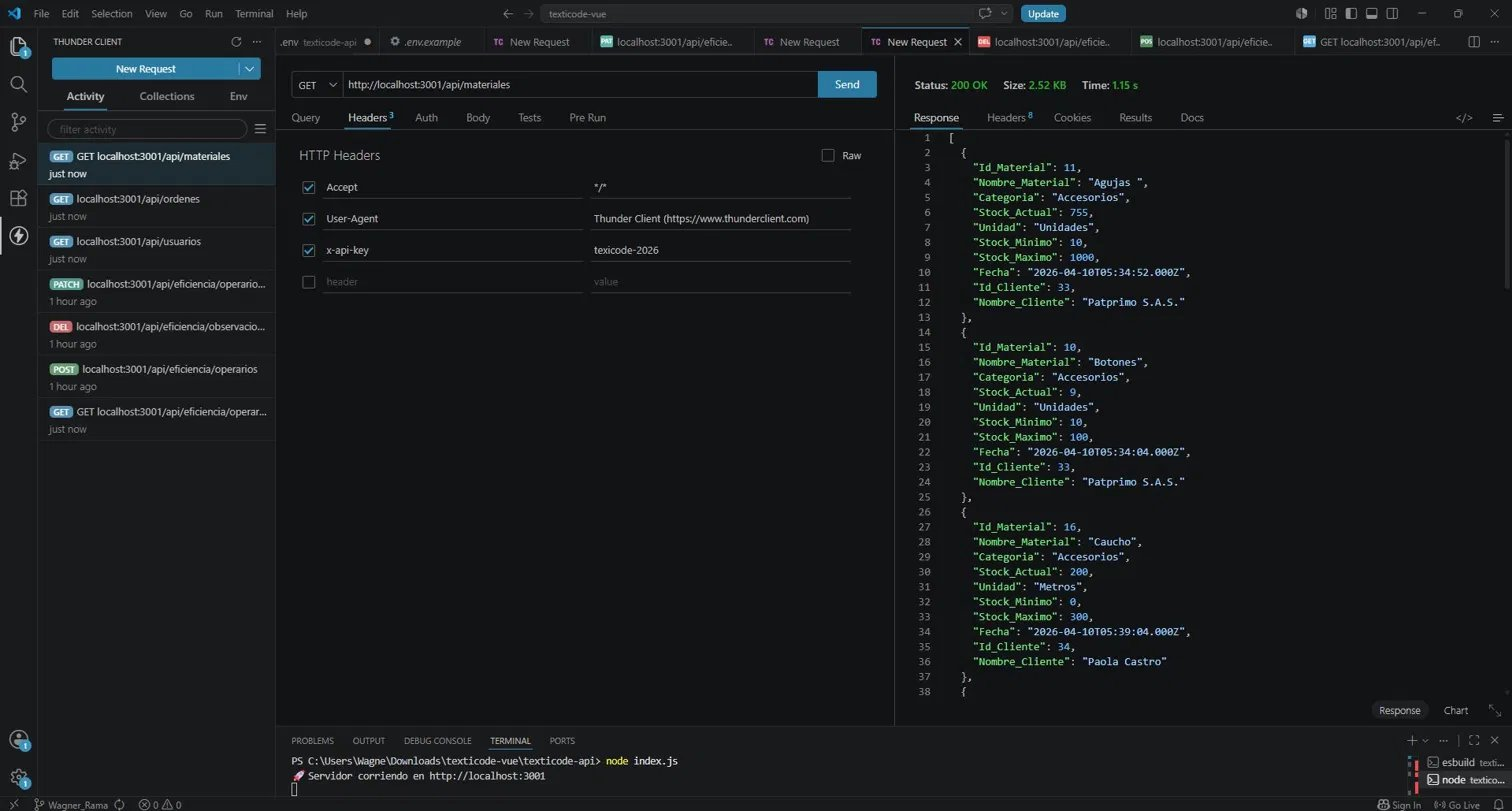 File Edit Selection View Go Run Terminal Help
texticode-vue
Update
THUNDER CLIENT
.env texticode-api
.env.example
TC New Request
PAT localhost:3001/api/eficie..
TC New Request
TC New Request
DEL localhost:3001/api/eficie..
POS localhost:3001/api/eficie..
GET GET localhost:3001/api/ef..
New Request
Activity Collections Env
filter activity
GET GET localhost:3001/api/materiales
just now
GET localhost:3001/api/ordenes
just now
GET localhost:3001/api/usuarios
just now
PATCH localhost:3001/api/eficiencia/operario...
1 hour ago
DEL localhost:3001/api/eficiencia/observacio...
1 hour ago
POST localhost:3001/api/eficiencia/operarios
1 hour ago
GET GET localhost:3001/api/eficiencia/operar...
just now
GET http://localhost:3001/api/materiales Send
Query Headers 3 Auth Body Tests Pre Run
HTTP Headers Raw
Accept */*
User-Agent Thunder Client (https://www.thunderclient.com)
x-api-key texicode-2026
header value
Status: 200 OK Size: 2.52 KB Time: 1.15 s
Response Headers 8 Cookies Results Docs
1 [
2 {
3 "Id_Material": 11,
4 "Nombre_Material": "Agujas ",
5 "Categoria": "Accesorios",
6 "Stock_Actual": 755,
7 "Unidad": "Unidades",
8 "Stock_Minimo": 10,
9 "Stock_Maximo": 1000,
10 "Fecha": "2026-04-10T05:34:52.000Z",
11 "Id_Cliente": 33,
12 "Nombre_Cliente": "Patprimo S.A.S."
13 },
14 {
15 "Id_Material": 10,
16 "Nombre_Material": "Botones",
17 "Categoria": "Accesorios",
18 "Stock_Actual": 9,
19 "Unidad": "Unidades",
20 "Stock_Minimo": 10,
21 "Stock_Maximo": 100,
22 "Fecha": "2026-04-10T05:34:04.000Z",
23 "Id_Cliente": 33,
24 "Nombre_Cliente": "Patprimo S.A.S."
25 },
26 {
27 "Id_Material": 16,
28 "Nombre_Material": "Caucho",
29 "Categoria": "Accesorios",
30 "Stock_Actual": 200,
31 "Unidad": "Metros",
32 "Stock_Minimo": 0,
33 "Stock_Maximo": 300,
34 "Fecha": "2026-04-10T05:39:04.000Z",
35 "Id_Cliente": 34,
36 "Nombre_Cliente": "Paola Castro"
37 },
38 {
Response Chart
PROBLEMS OUTPUT DEBUG CONSOLE TERMINAL PORTS
PS C:\Users\Wagne\Downloads\texticode-vue\texticode-api> node index.js
🚀 Servidor corriendo en http://localhost:3001
esbuild texti...
node textico...
Wagner_Rama 0 0
Sign In Go Live